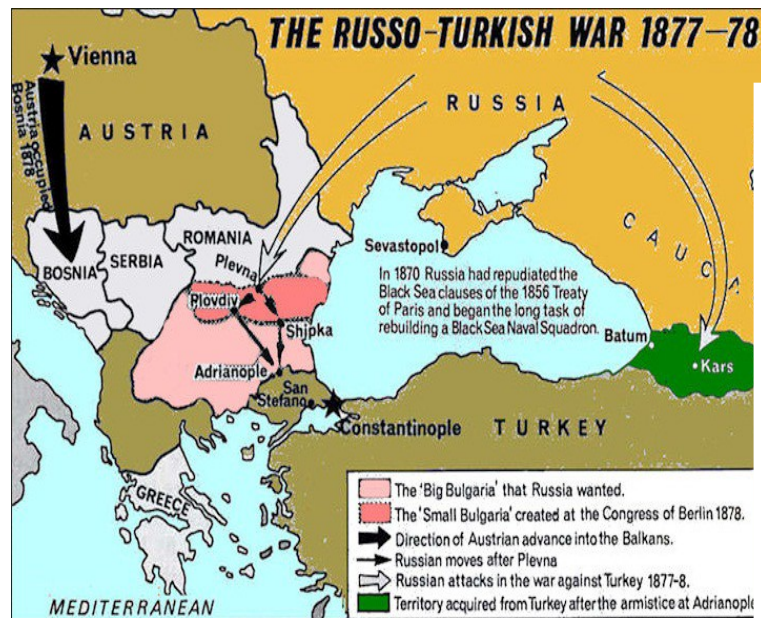 THE RUSSO-TURKISH WAR 1877–78
Vienna
Austria occupied
Bosnia 1878
AUSTRIA
RUSSIA
CAUCA
ROMANIA
BOSNIA
SERBIA
Plevna
Plovdiv
Shipka
Adrianople
San
Stefano
Constantinople
Sevastopol
In 1870 Russia had repudiated the
Black Sea clauses of the 1856 Treaty
of Paris and began the long task of
rebuilding a Black Sea Naval Squadron.
Batum
Kars
TURKEY
GREECE
MEDITERRANEAN
The 'Big Bulgaria' that Russia wanted.
The 'Small Bulgaria' created at the Congress of Berlin 1878.
Direction of Austrian advance into the Balkans.
Russian moves after Plevna
Russian attacks in the war against Turkey 1877-8.
Territory acquired from Turkey after the armistice at Adrianople